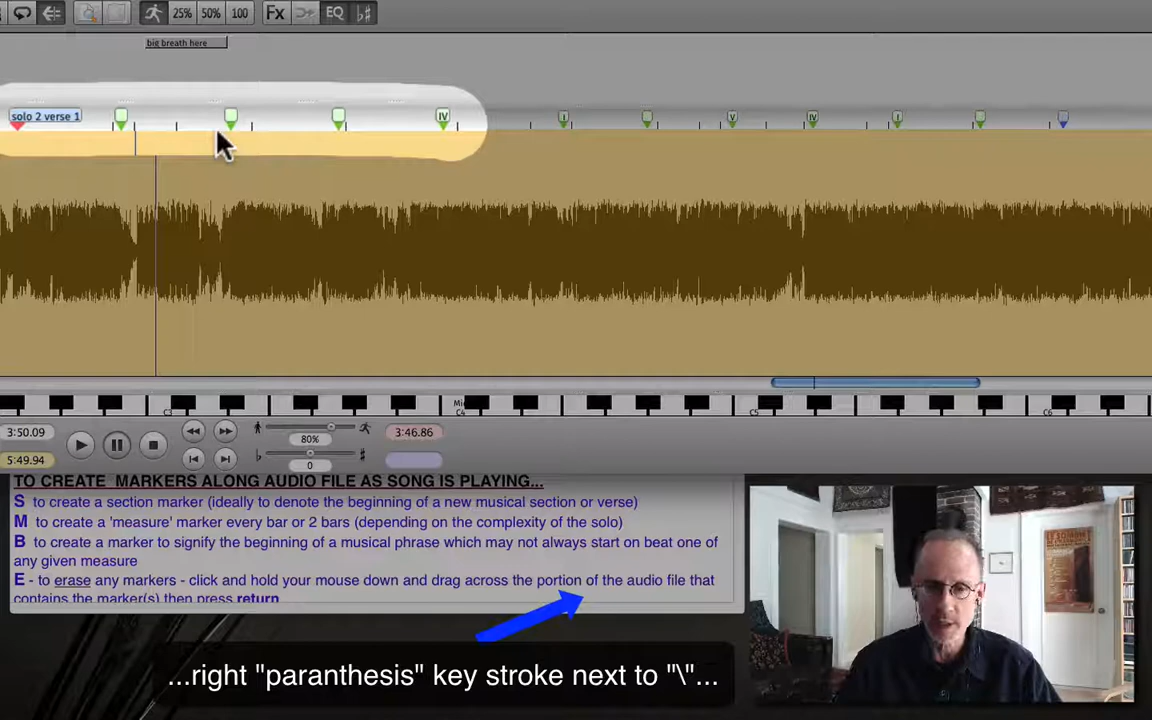 25% 50% 100 Fx EQ
big breath here
solo 2 verse 1 IV I V IV I
C3 C4 C5 C6
3:50.09 80% 3:46.86
5:49.94 0
TO CREATE MARKERS ALONG AUDIO FILE AS SONG IS PLAYING...
S to create a section marker (ideally to denote the beginning of a new musical section or verse)
M to create a 'measure' marker every bar or 2 bars (depending on the complexity of the solo)
B to create a marker to signify the beginning of a musical phrase which may not always start on beat one of
any given measure
E - to erase any markers - click and hold your mouse down and drag across the portion of the audio file that
contains the marker(s) then press return
...right "paranthesis" key stroke next to "\"...